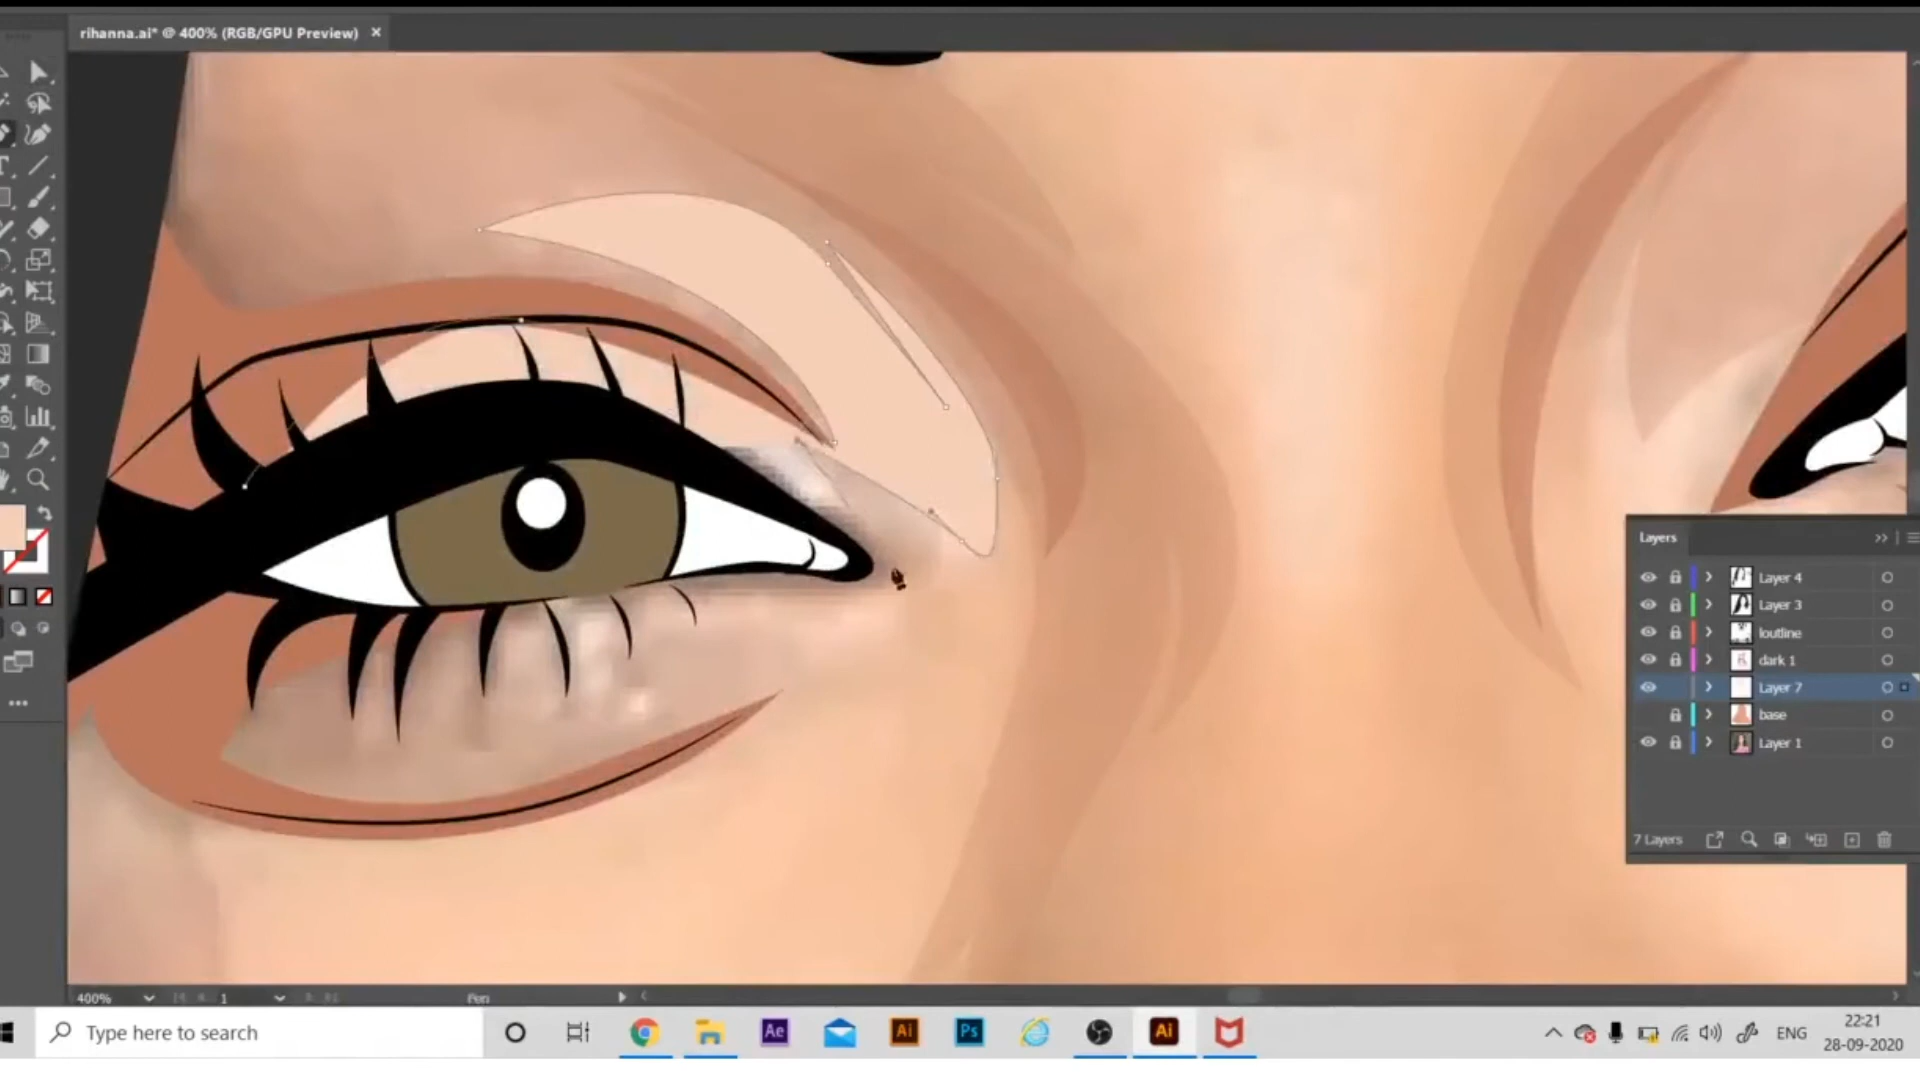 rihanna.ai* @ 400% (RGB/GPU Preview) ×
Layers
Layer 4
Layer 3
loutline
dark 1
Layer 7
base
Layer 1
7 Layers
400%
1
Pen
Type here to search
Ae
Ai
Ps
Ai
ENG
22:21
28-09-2020